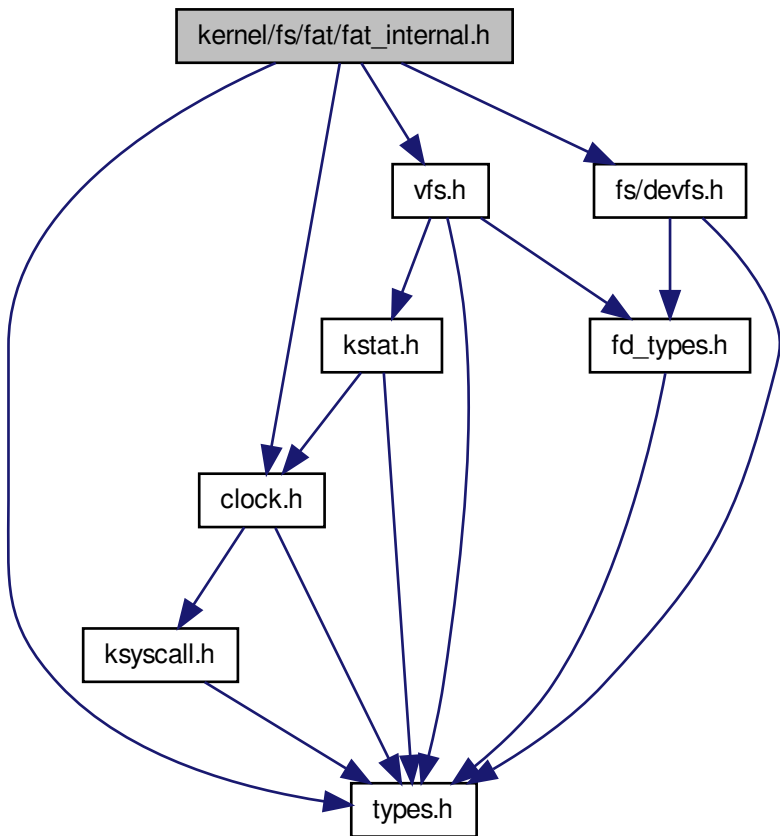 kernel/fs/fat/fat_internal.h
vfs.h
fs/devfs.h
kstat.h
fd_types.h
clock.h
ksyscall.h
types.h